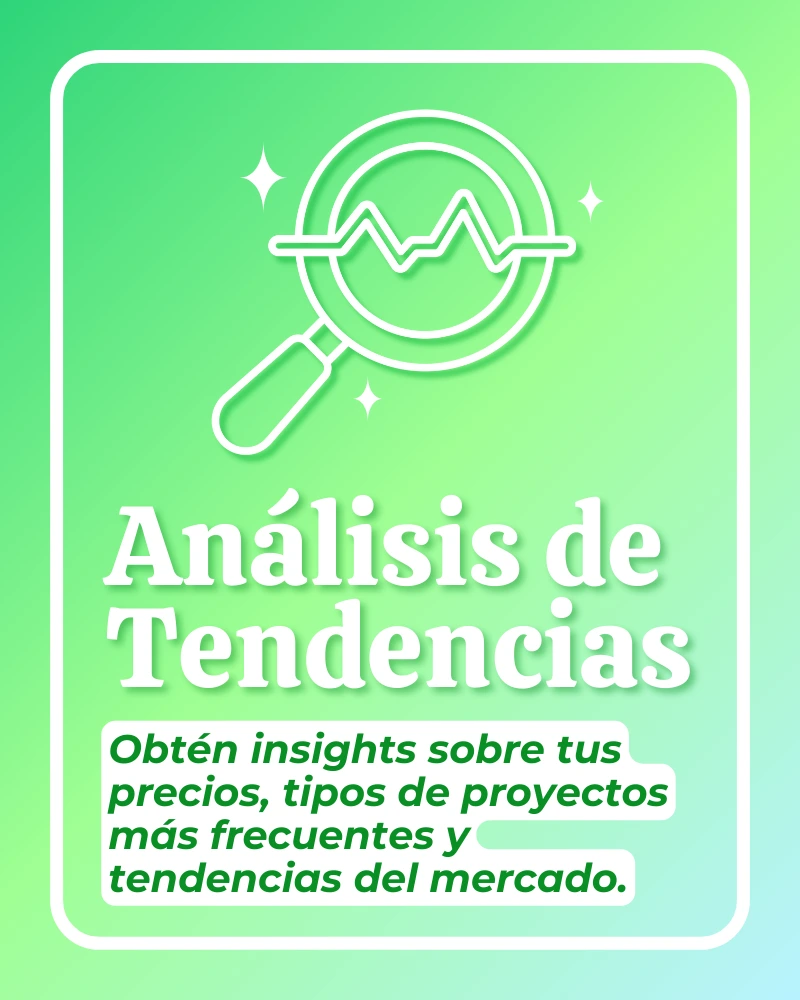 Análisis de
Tendencias
Obtén insights sobre tus
precios, tipos de proyectos
más frecuentes y
tendencias del mercado.